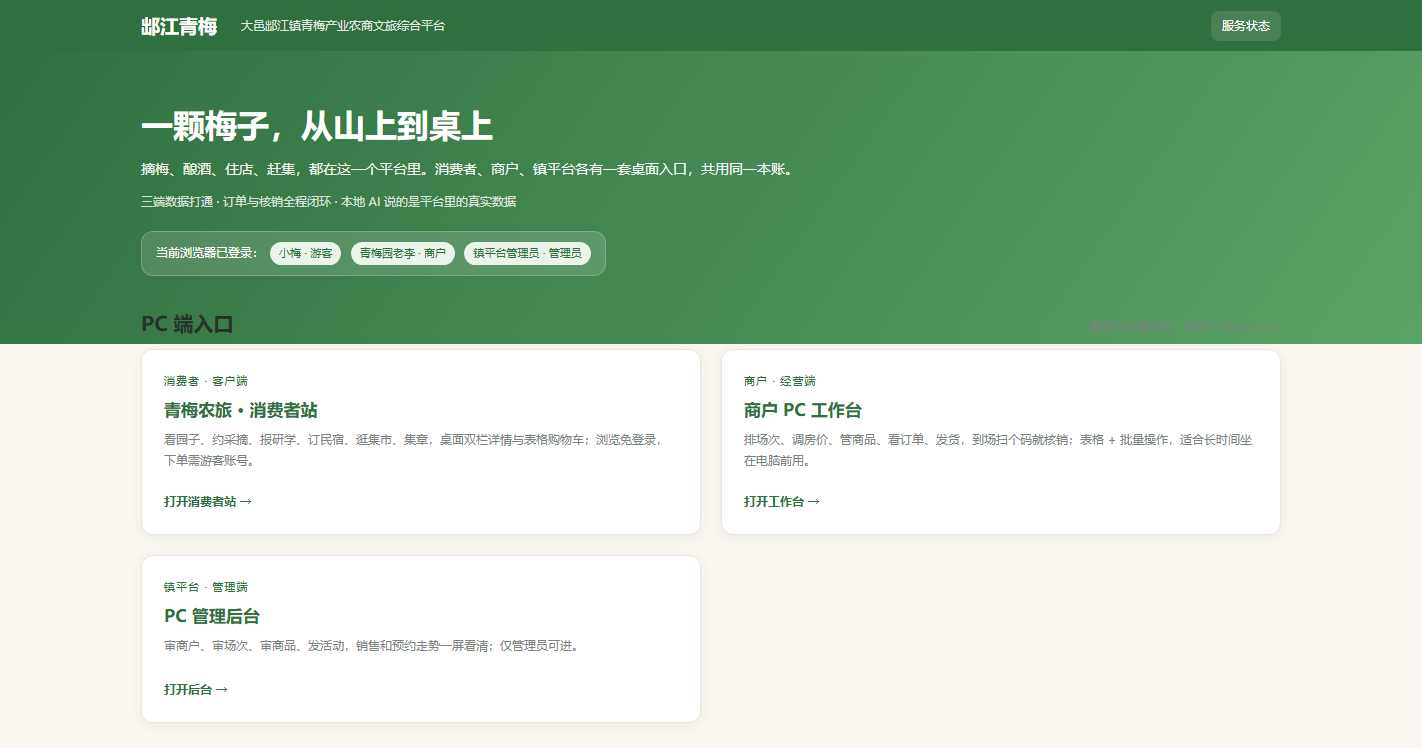 邮江青梅
大邑邮江镇青梅产业农商文旅综合平台
服务状态
一颗梅子，从山上到桌上
摘梅、酿酒、住店、赶集，都在这一个平台里。消费者、商户、镇平台各有一套桌面入口，共用同一本账。
三端数据打通 · 订单与核销全程闭环 · 本地 AI 说的是平台里的真实数据
当前浏览器已登录：
小梅 · 游客
青梅园老李 · 商户
镇平台管理员 · 管理员
PC 端入口
消费者 · 客户端
青梅农旅 · 消费者站
看园子、约采摘、报研学、订民宿、逛集市、集章，桌面双栏详情与表格购物车；浏览免登录，
下单需游客账号。
打开消费者站 →
商户 · 经营端
商户 PC 工作台
排场次、调房价、管商品、看订单、发货，到场扫个码就核销；表格 + 批量操作，适合长时间坐
在电脑前用。
打开工作台 →
镇平台 · 管理端
PC 管理后台
审商户、审场次、审商品、发活动，销售和预约走势一屏看清；仅管理员可进。
打开后台 →